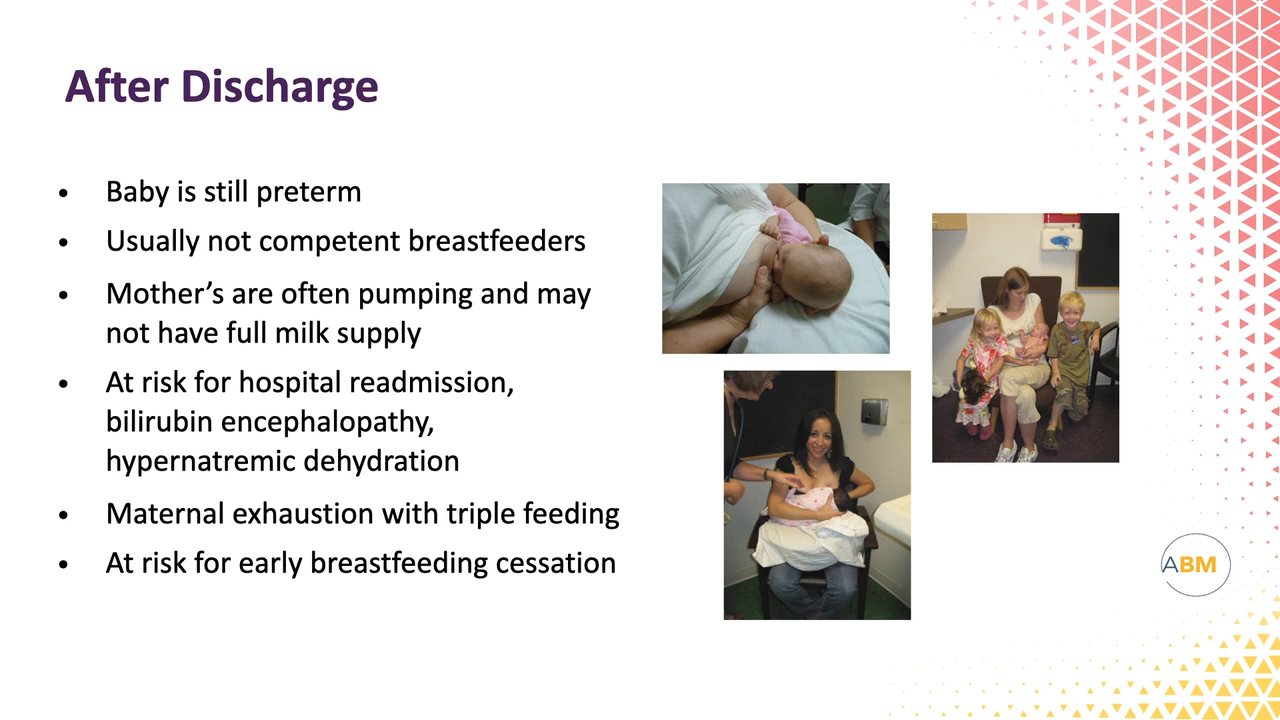 After Discharge
• Baby is still preterm
• Usually not competent breastfeeders
• Mother’s are often pumping and may
not have full milk supply
• At risk for hospital readmission,
bilirubin encephalopathy,
hypernatremic dehydration
• Maternal exhaustion with triple feeding
• At risk for early breastfeeding cessation
ABM